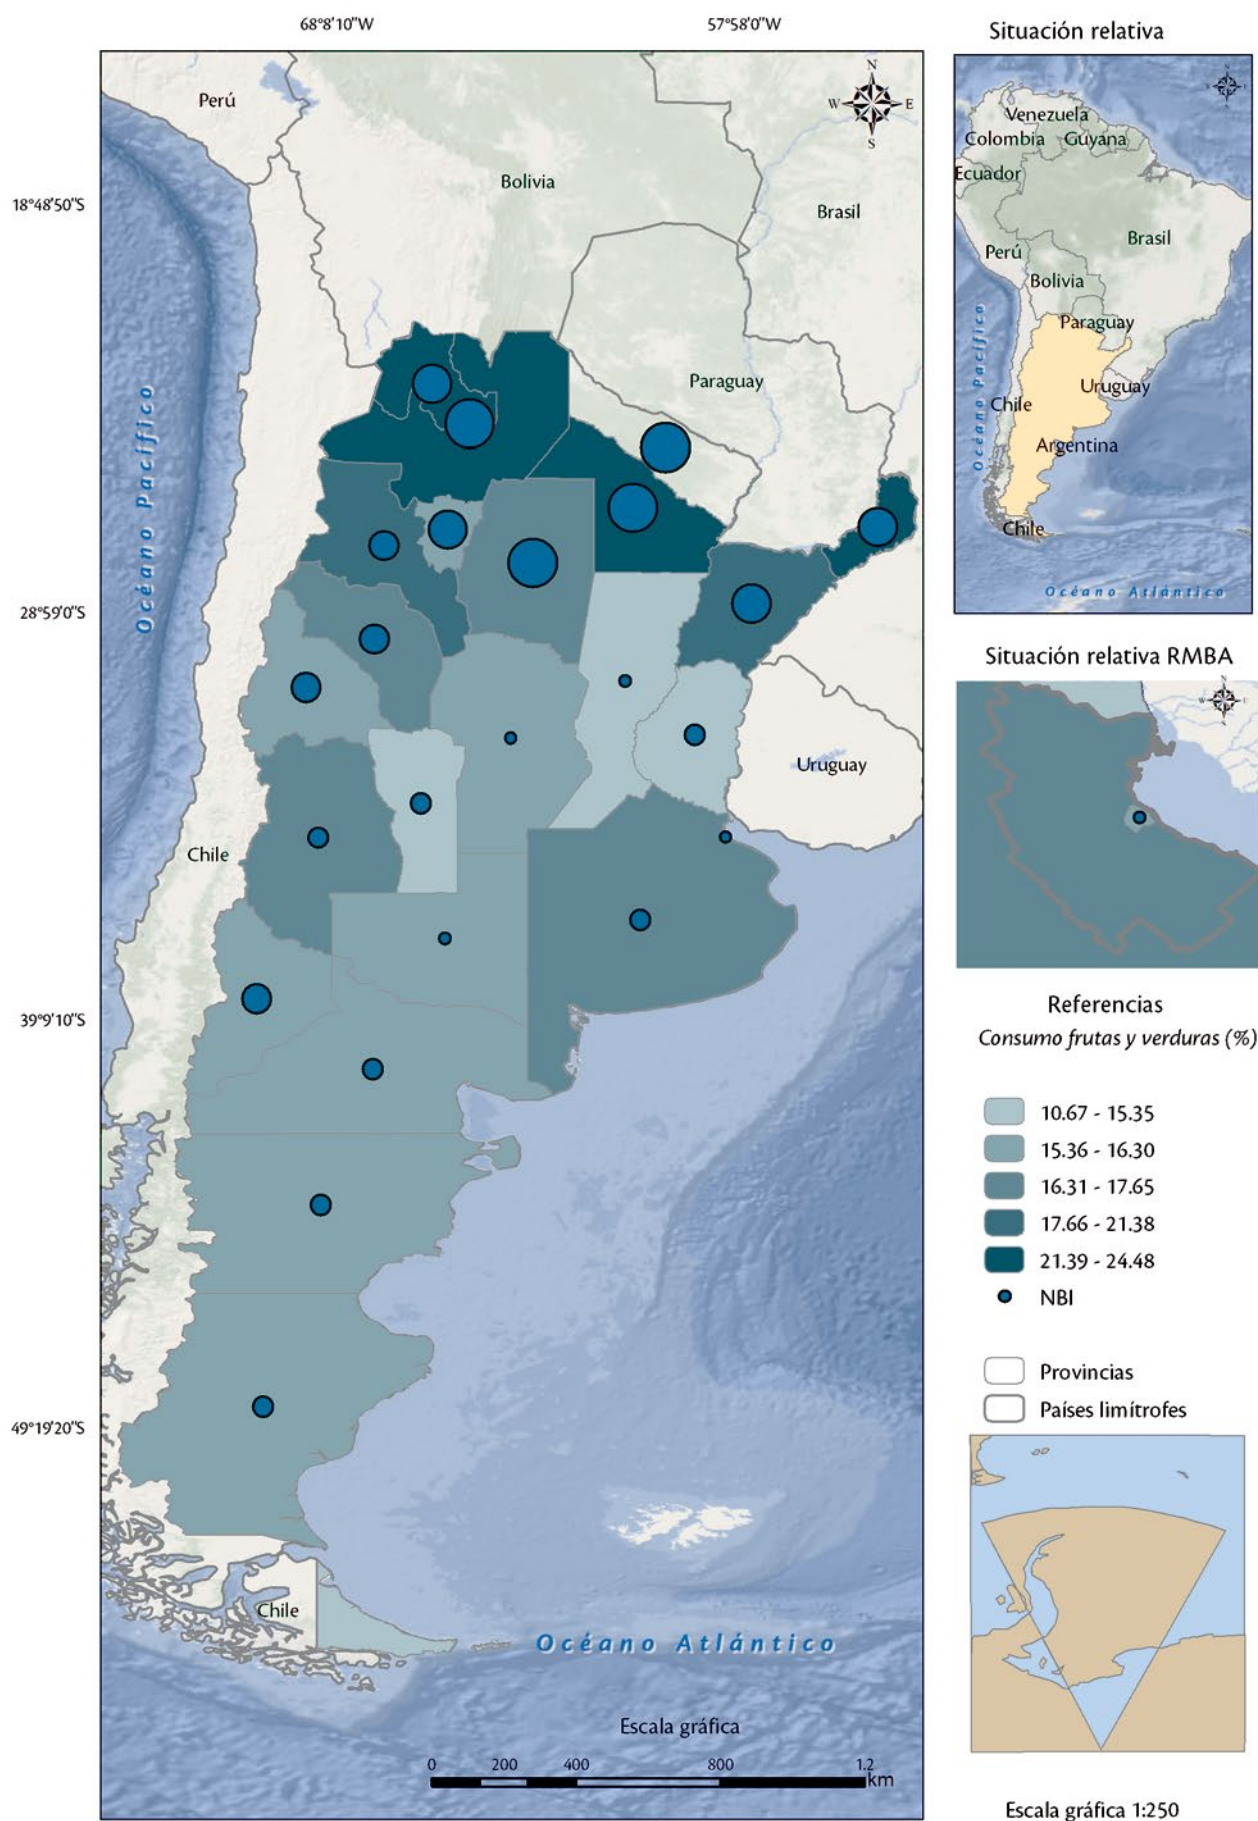 68°8'10"W
57°58'0"W
18°48'50"S
28°59'0"S
39°9'10"S
49°19'20"S
N
W
E
S
Perú
Bolivia
Brasil
Paraguay
Uruguay
Chile
Chile
Océano Pacífico
Océano Atlántico
Escala gráfica
0
200
400
800
1.2
km
Situación relativa
Venezuela
Colombia
Guyana
Ecuador
Perú
Brasil
Bolivia
Paraguay
Uruguay
Chile
Argentina
Chile
Océano Pacífico
Océano Atlántico
Situación relativa RMBA
N
Referencias
Consumo frutas y verduras (%)
10.67 - 15.35
15.36 - 16.30
16.31 - 17.65
17.66 - 21.38
21.39 - 24.48
NBI
Provincias
Países limítrofes
Escala gráfica 1:250